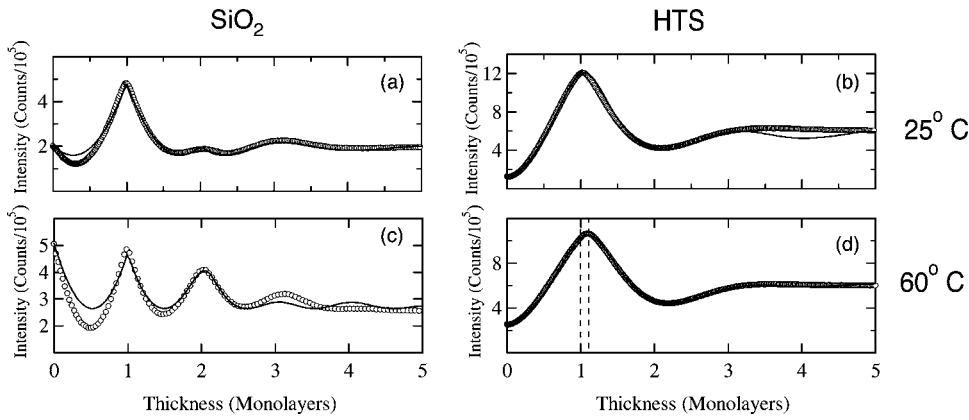 SiO2
HTS
Intensity (Counts/10^5)
4
2
(a)
Intensity (Counts/10^5)
12
8
4
(b)
25° C
Intensity (Counts/10^5)
5
4
3
2
(c)
0 1 2 3 4 5
Thickness (Monolayers)
Intensity (Counts/10^5)
8
4
(d)
0 1 2 3 4 5
Thickness (Monolayers)
60° C